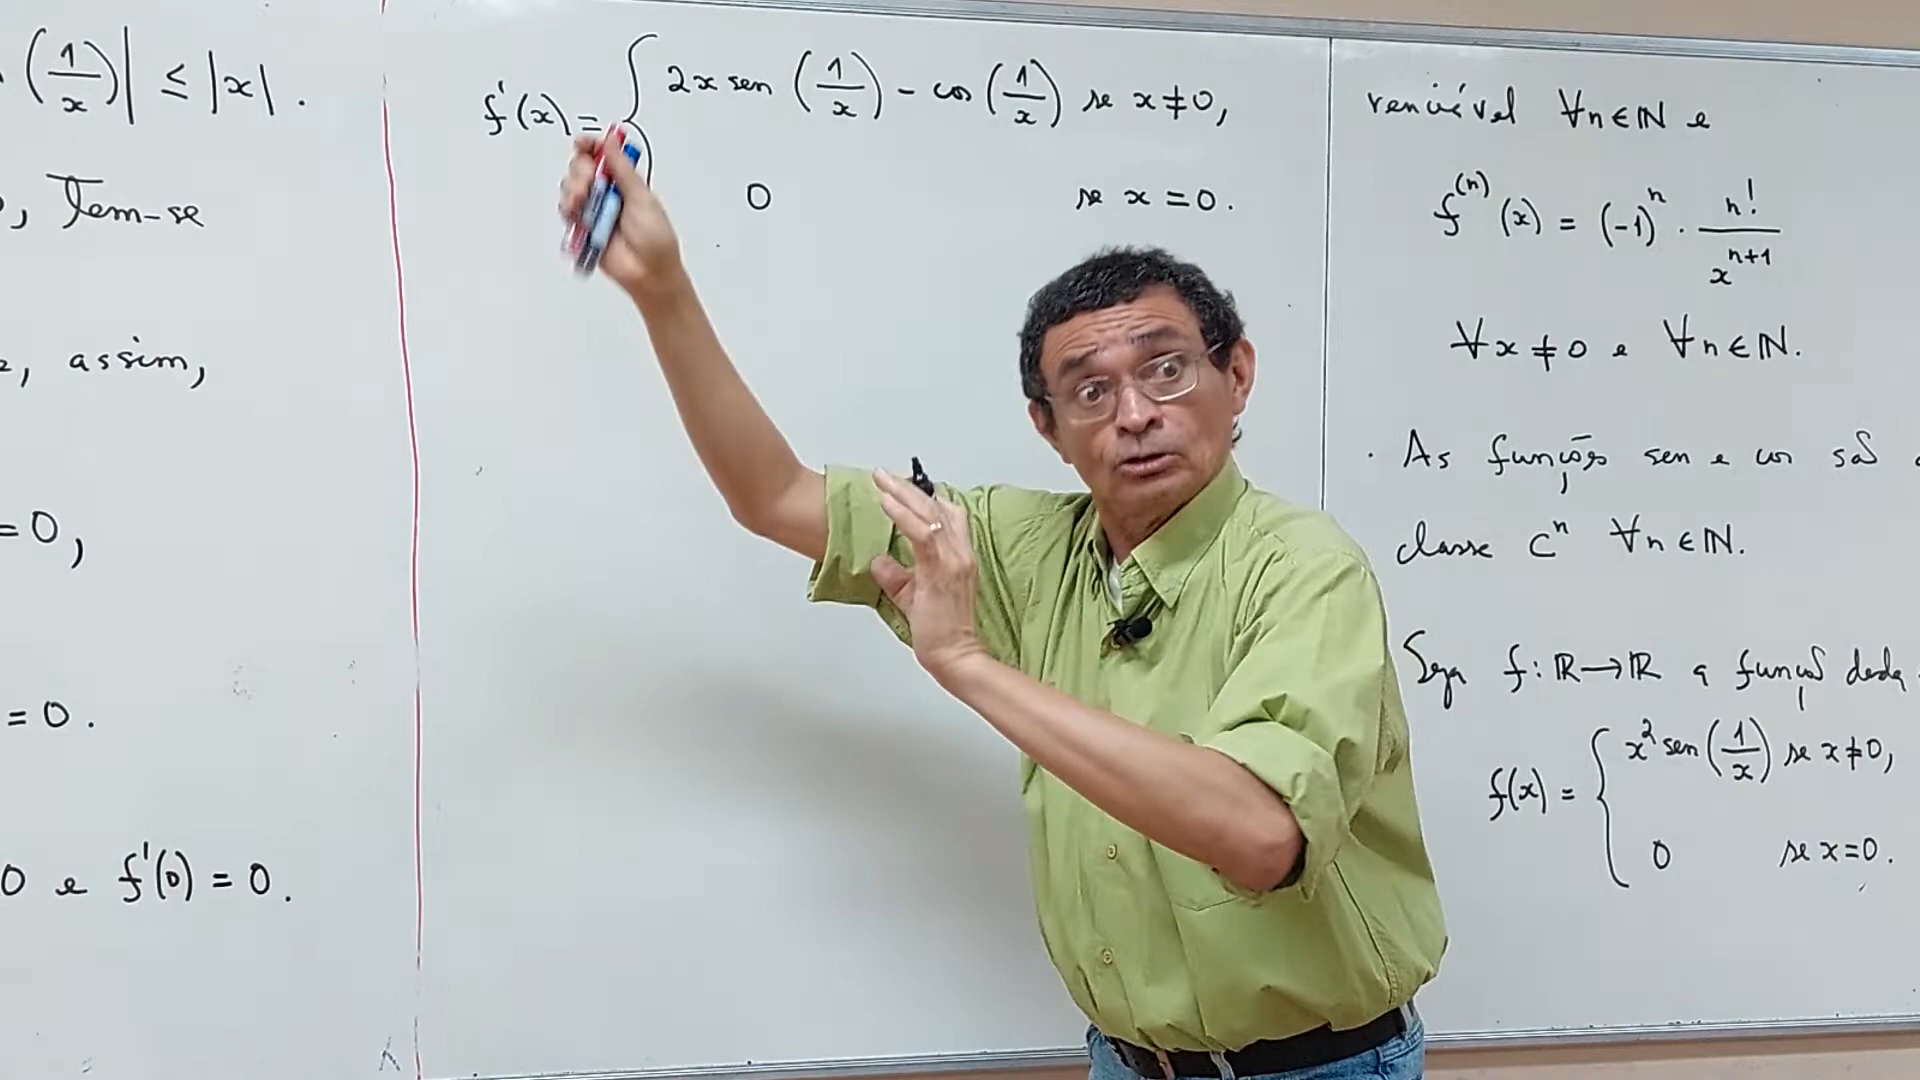 (1/x)| ≤ |x|.
, Tem-se
, assim,
=0,
=0.
0 e f'(0) = 0.
f'(x) = { 2x sen (1/x) - cos (1/x) se x≠0,
0 se x=0.
renciável ∀n∈ℕ e
f^(n) (x) = (-1)^n · n!/x^(n+1)
∀x≠0 e ∀n∈ℕ.
· As funções sen e cos são
classe C^n ∀n∈ℕ.
Seja f:ℝ→ℝ a função dada
f(x) = { x² sen(1/x) se x≠0,
0 se x=0.